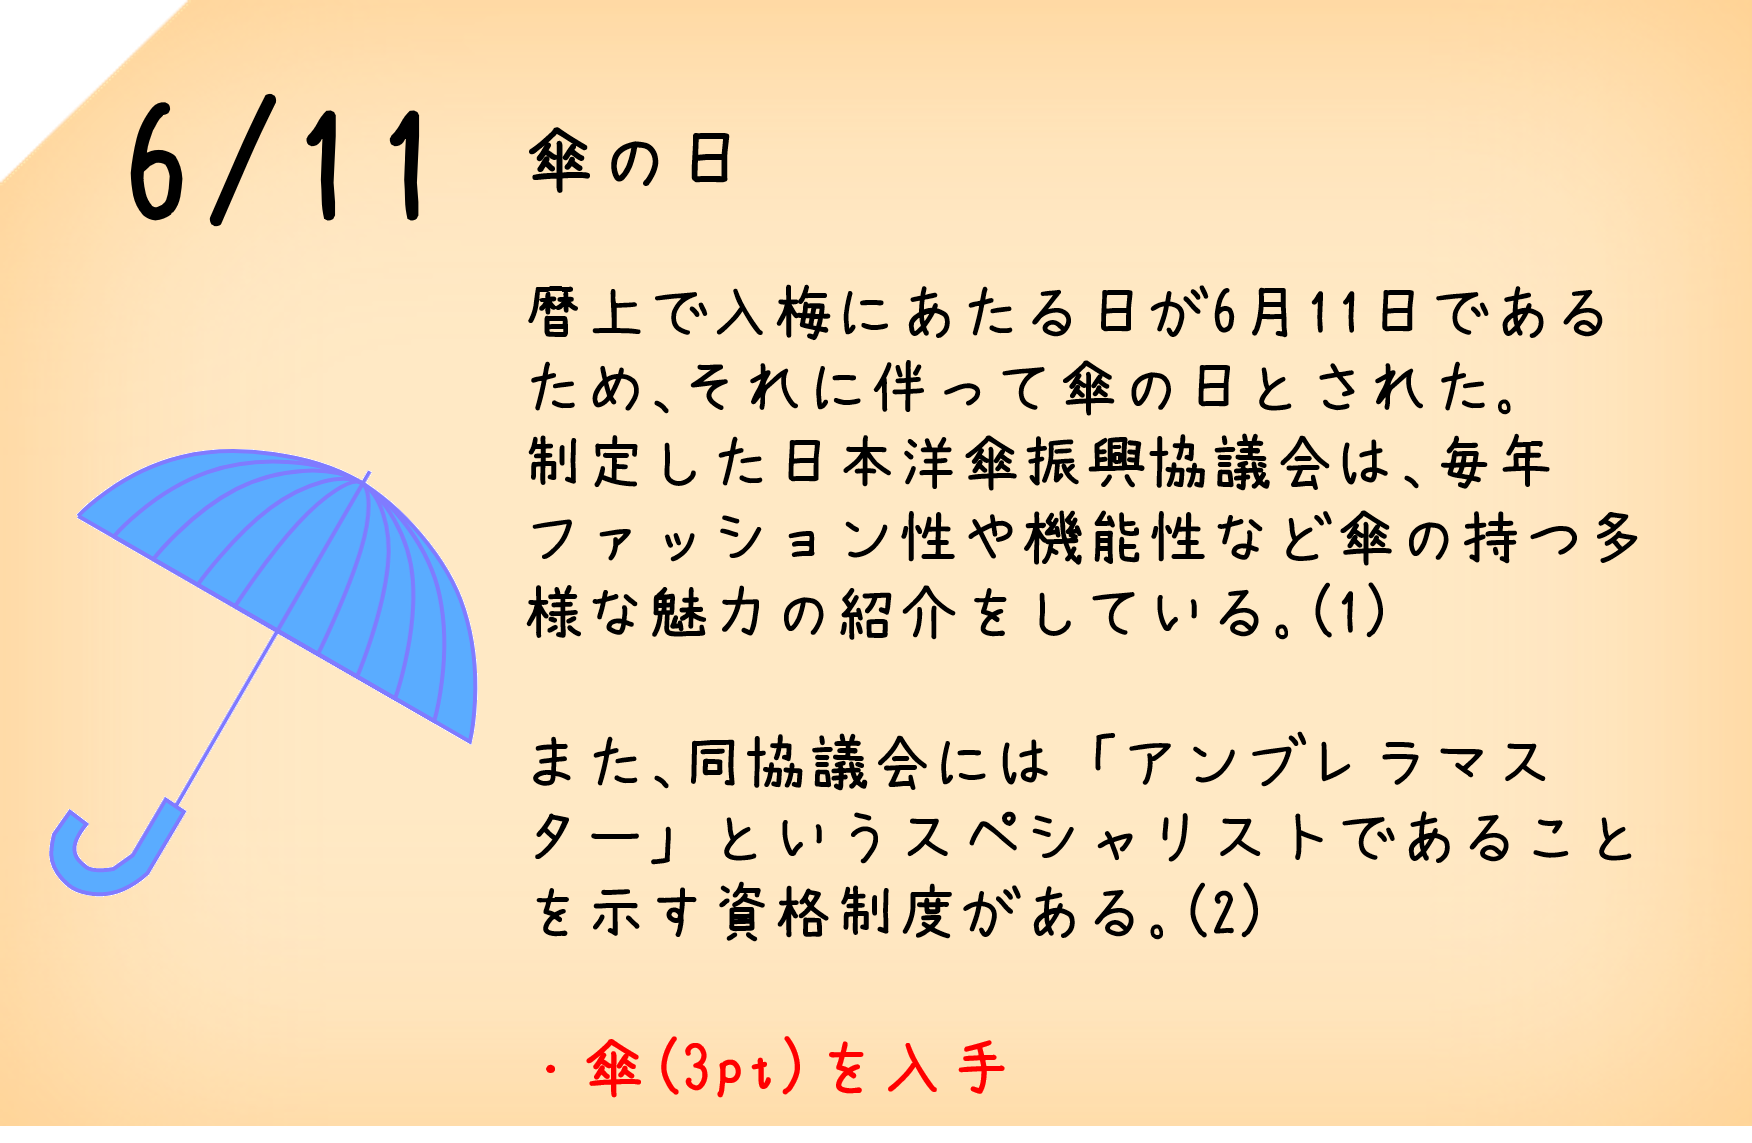 6/11 傘の日
暦上で入梅にあたる日が6月11日である
ため、それに伴って傘の日とされた。
制定した日本洋傘振興協議会は、毎年
ファッション性や機能性など傘の持つ多
様な魅力の紹介をしている。(1)
また、同協議会には「アンブレラマス
ター」というスペシャリストであること
を示す資格制度がある。(2)
・傘(3pt)を入手